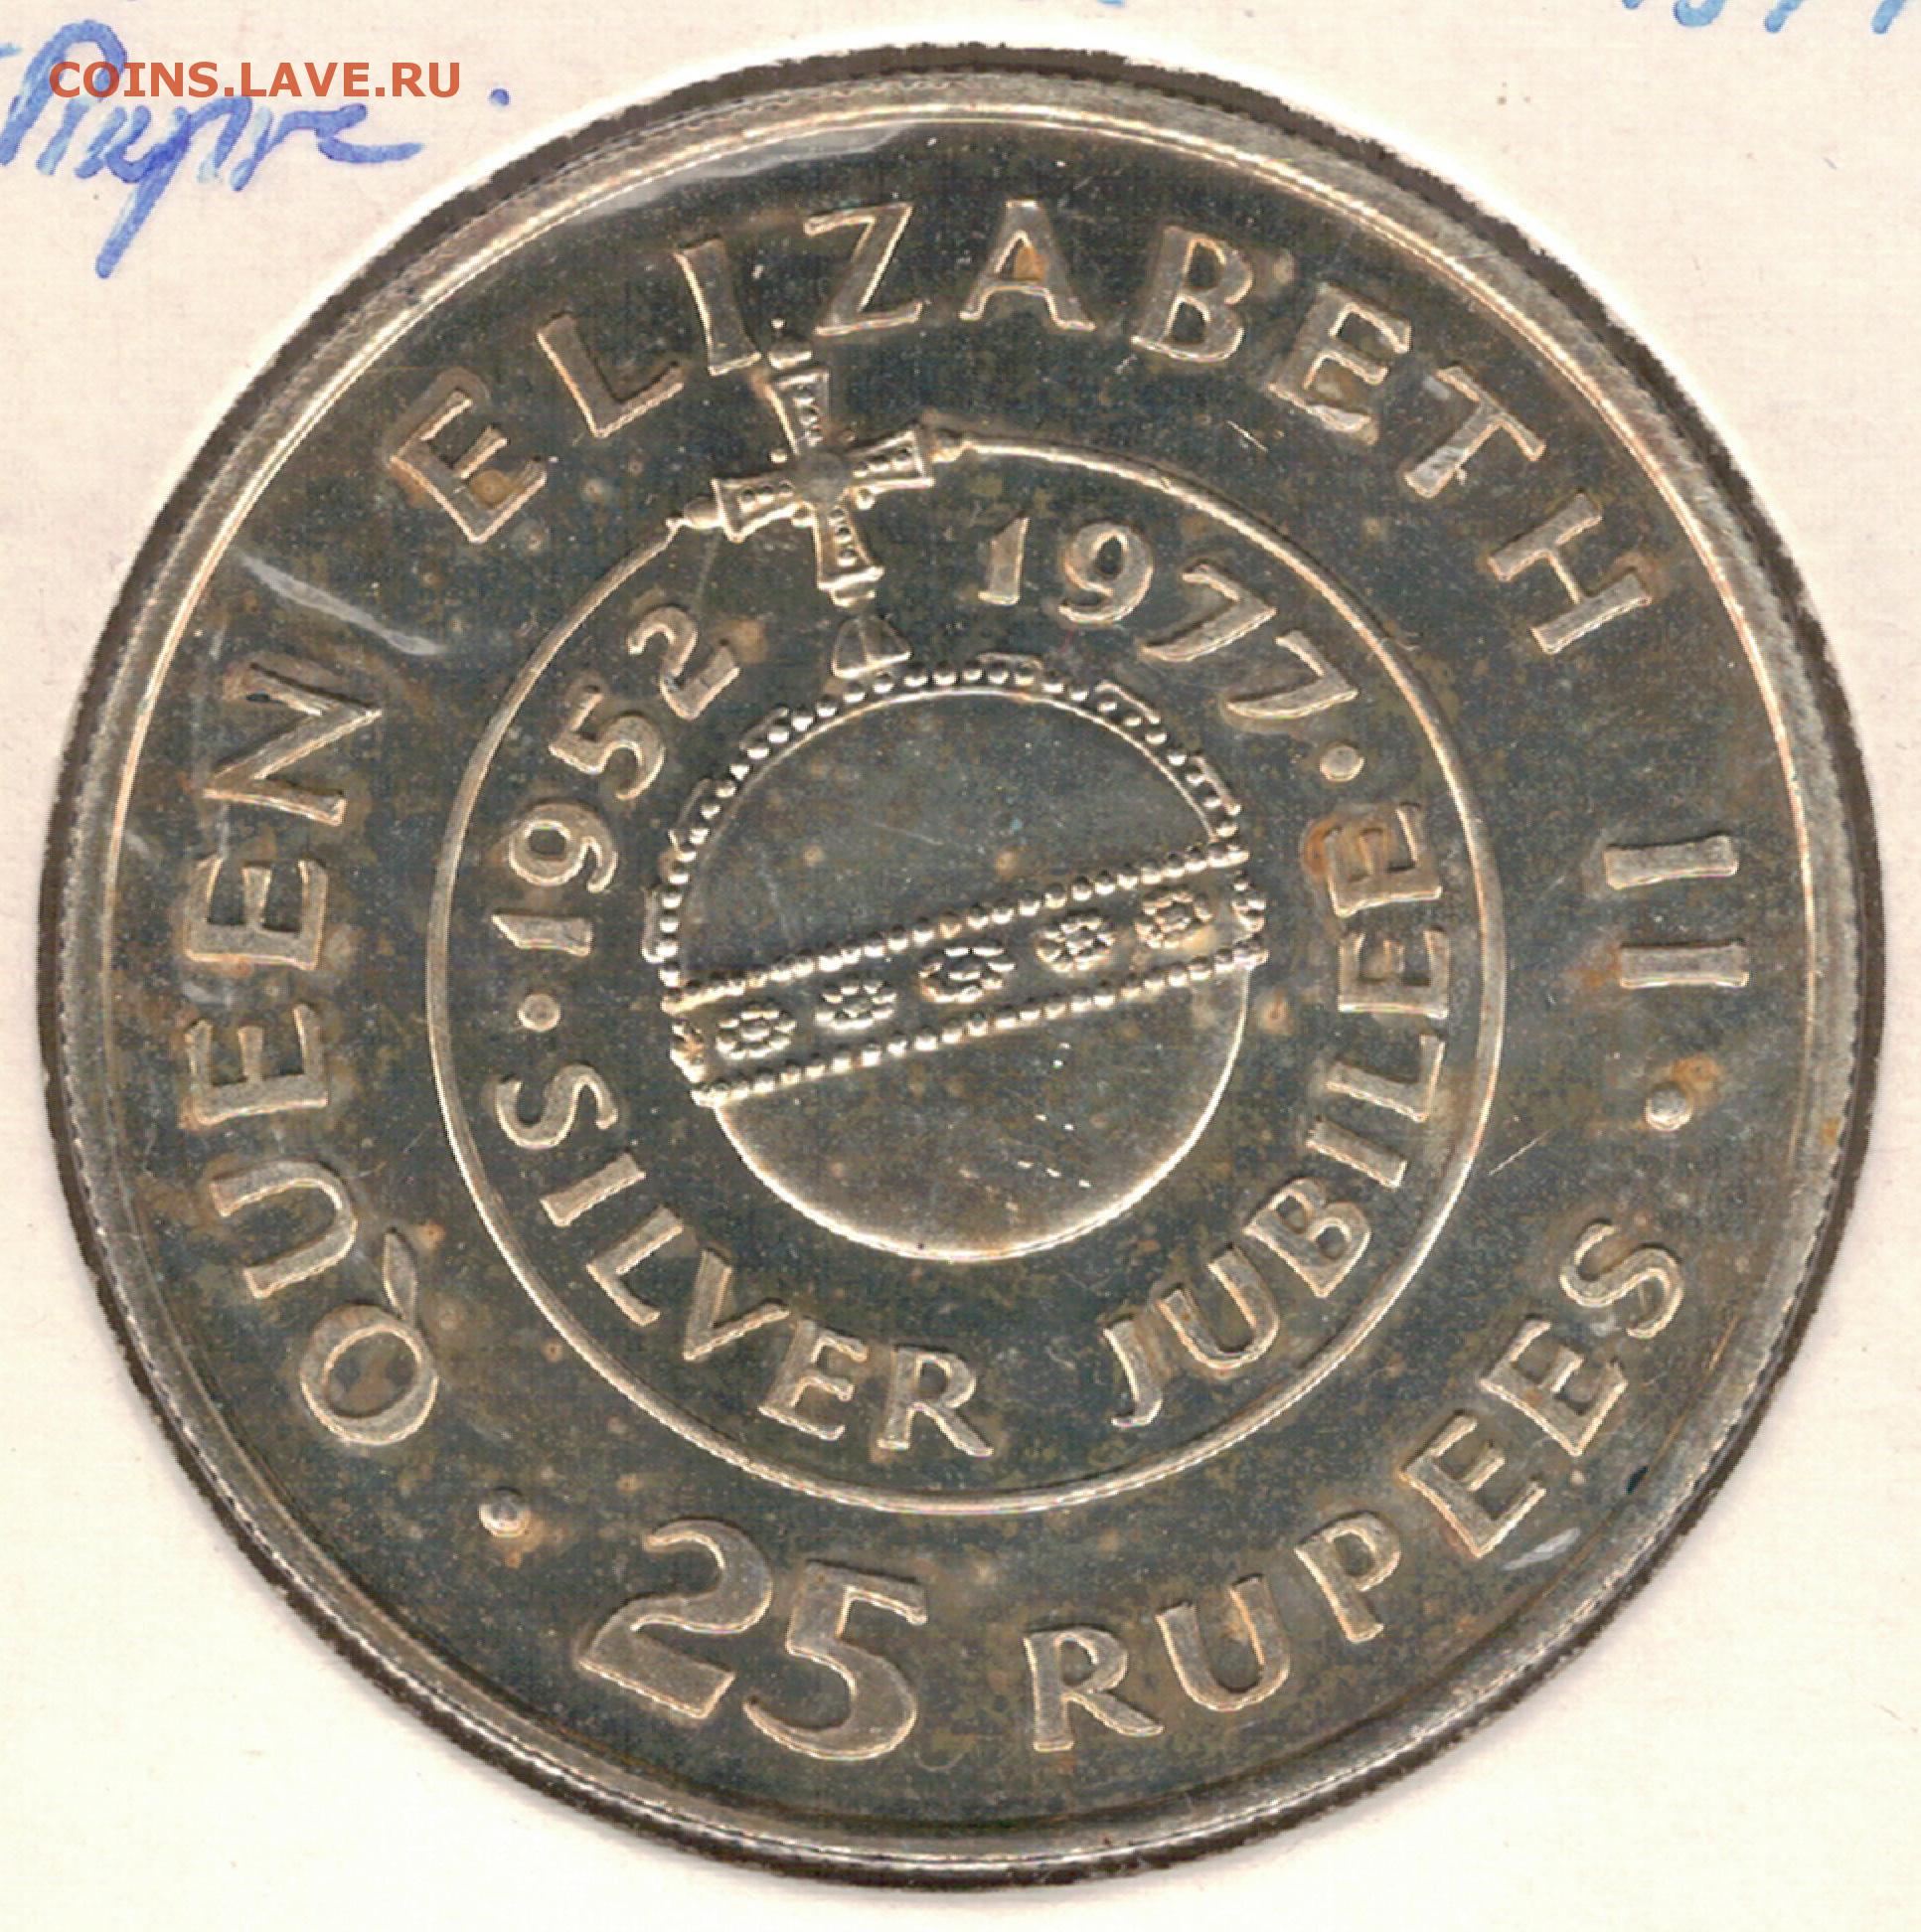 COINS.LAVE.RU
QUEEN ELIZABETH II
· 25 RUPEES ·
· 1952 1977 ·
SILVER JUBILEE